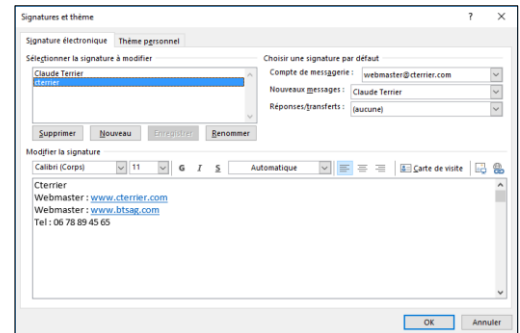 Signatures et thème
Signature électronique Thème personnel
Sélectionner la signature à modifier Choisir une signature par défaut
Claude Terrier
cterrier
Compte de messagerie : webmaster@cterrier.com
Nouveaux messages : Claude Terrier
Réponses/transferts : (aucune)
Supprimer Nouveau Enregistrer Renommer
Modifier la signature
Calibri (Corps) 11 G I S Automatique Carte de visite
Cterrier
Webmaster : www.cterrier.com
Webmaster : www.btsag.com
Tel : 06 78 89 45 65
OK Annuler